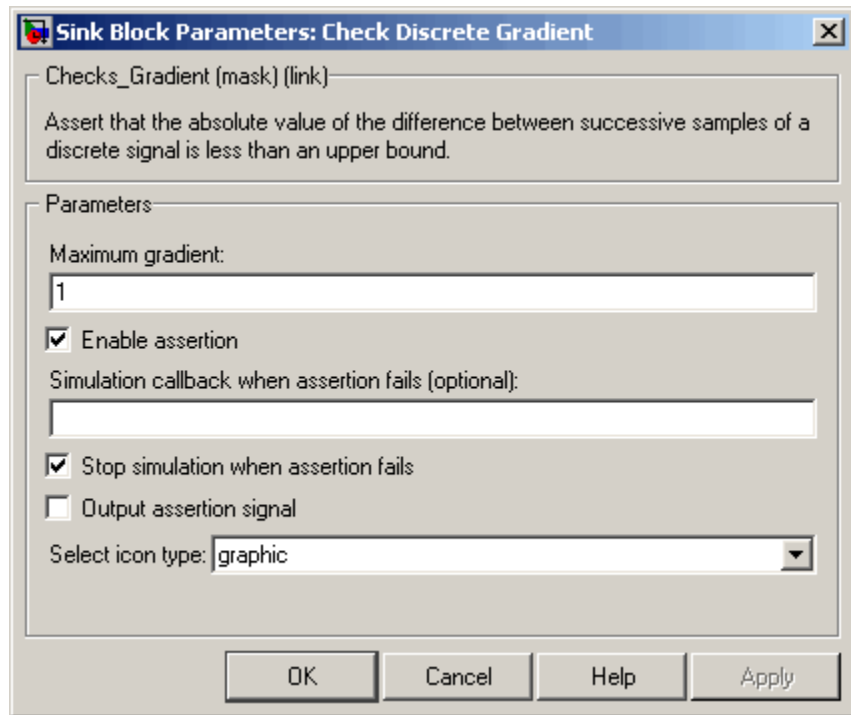 Sink Block Parameters: Check Discrete Gradient
Checks_Gradient (mask) (link)
Assert that the absolute value of the difference between successive samples of a
discrete signal is less than an upper bound.
Parameters
Maximum gradient:
1
Enable assertion
Simulation callback when assertion fails (optional):
Stop simulation when assertion fails
Output assertion signal
Select icon type: graphic
OK Cancel Help Apply